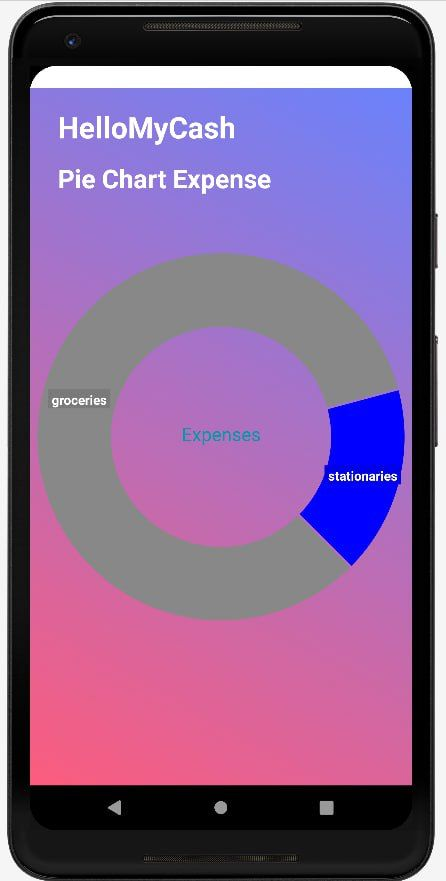 HelloMyCash
Pie Chart Expense
groceries
Expenses
stationaries